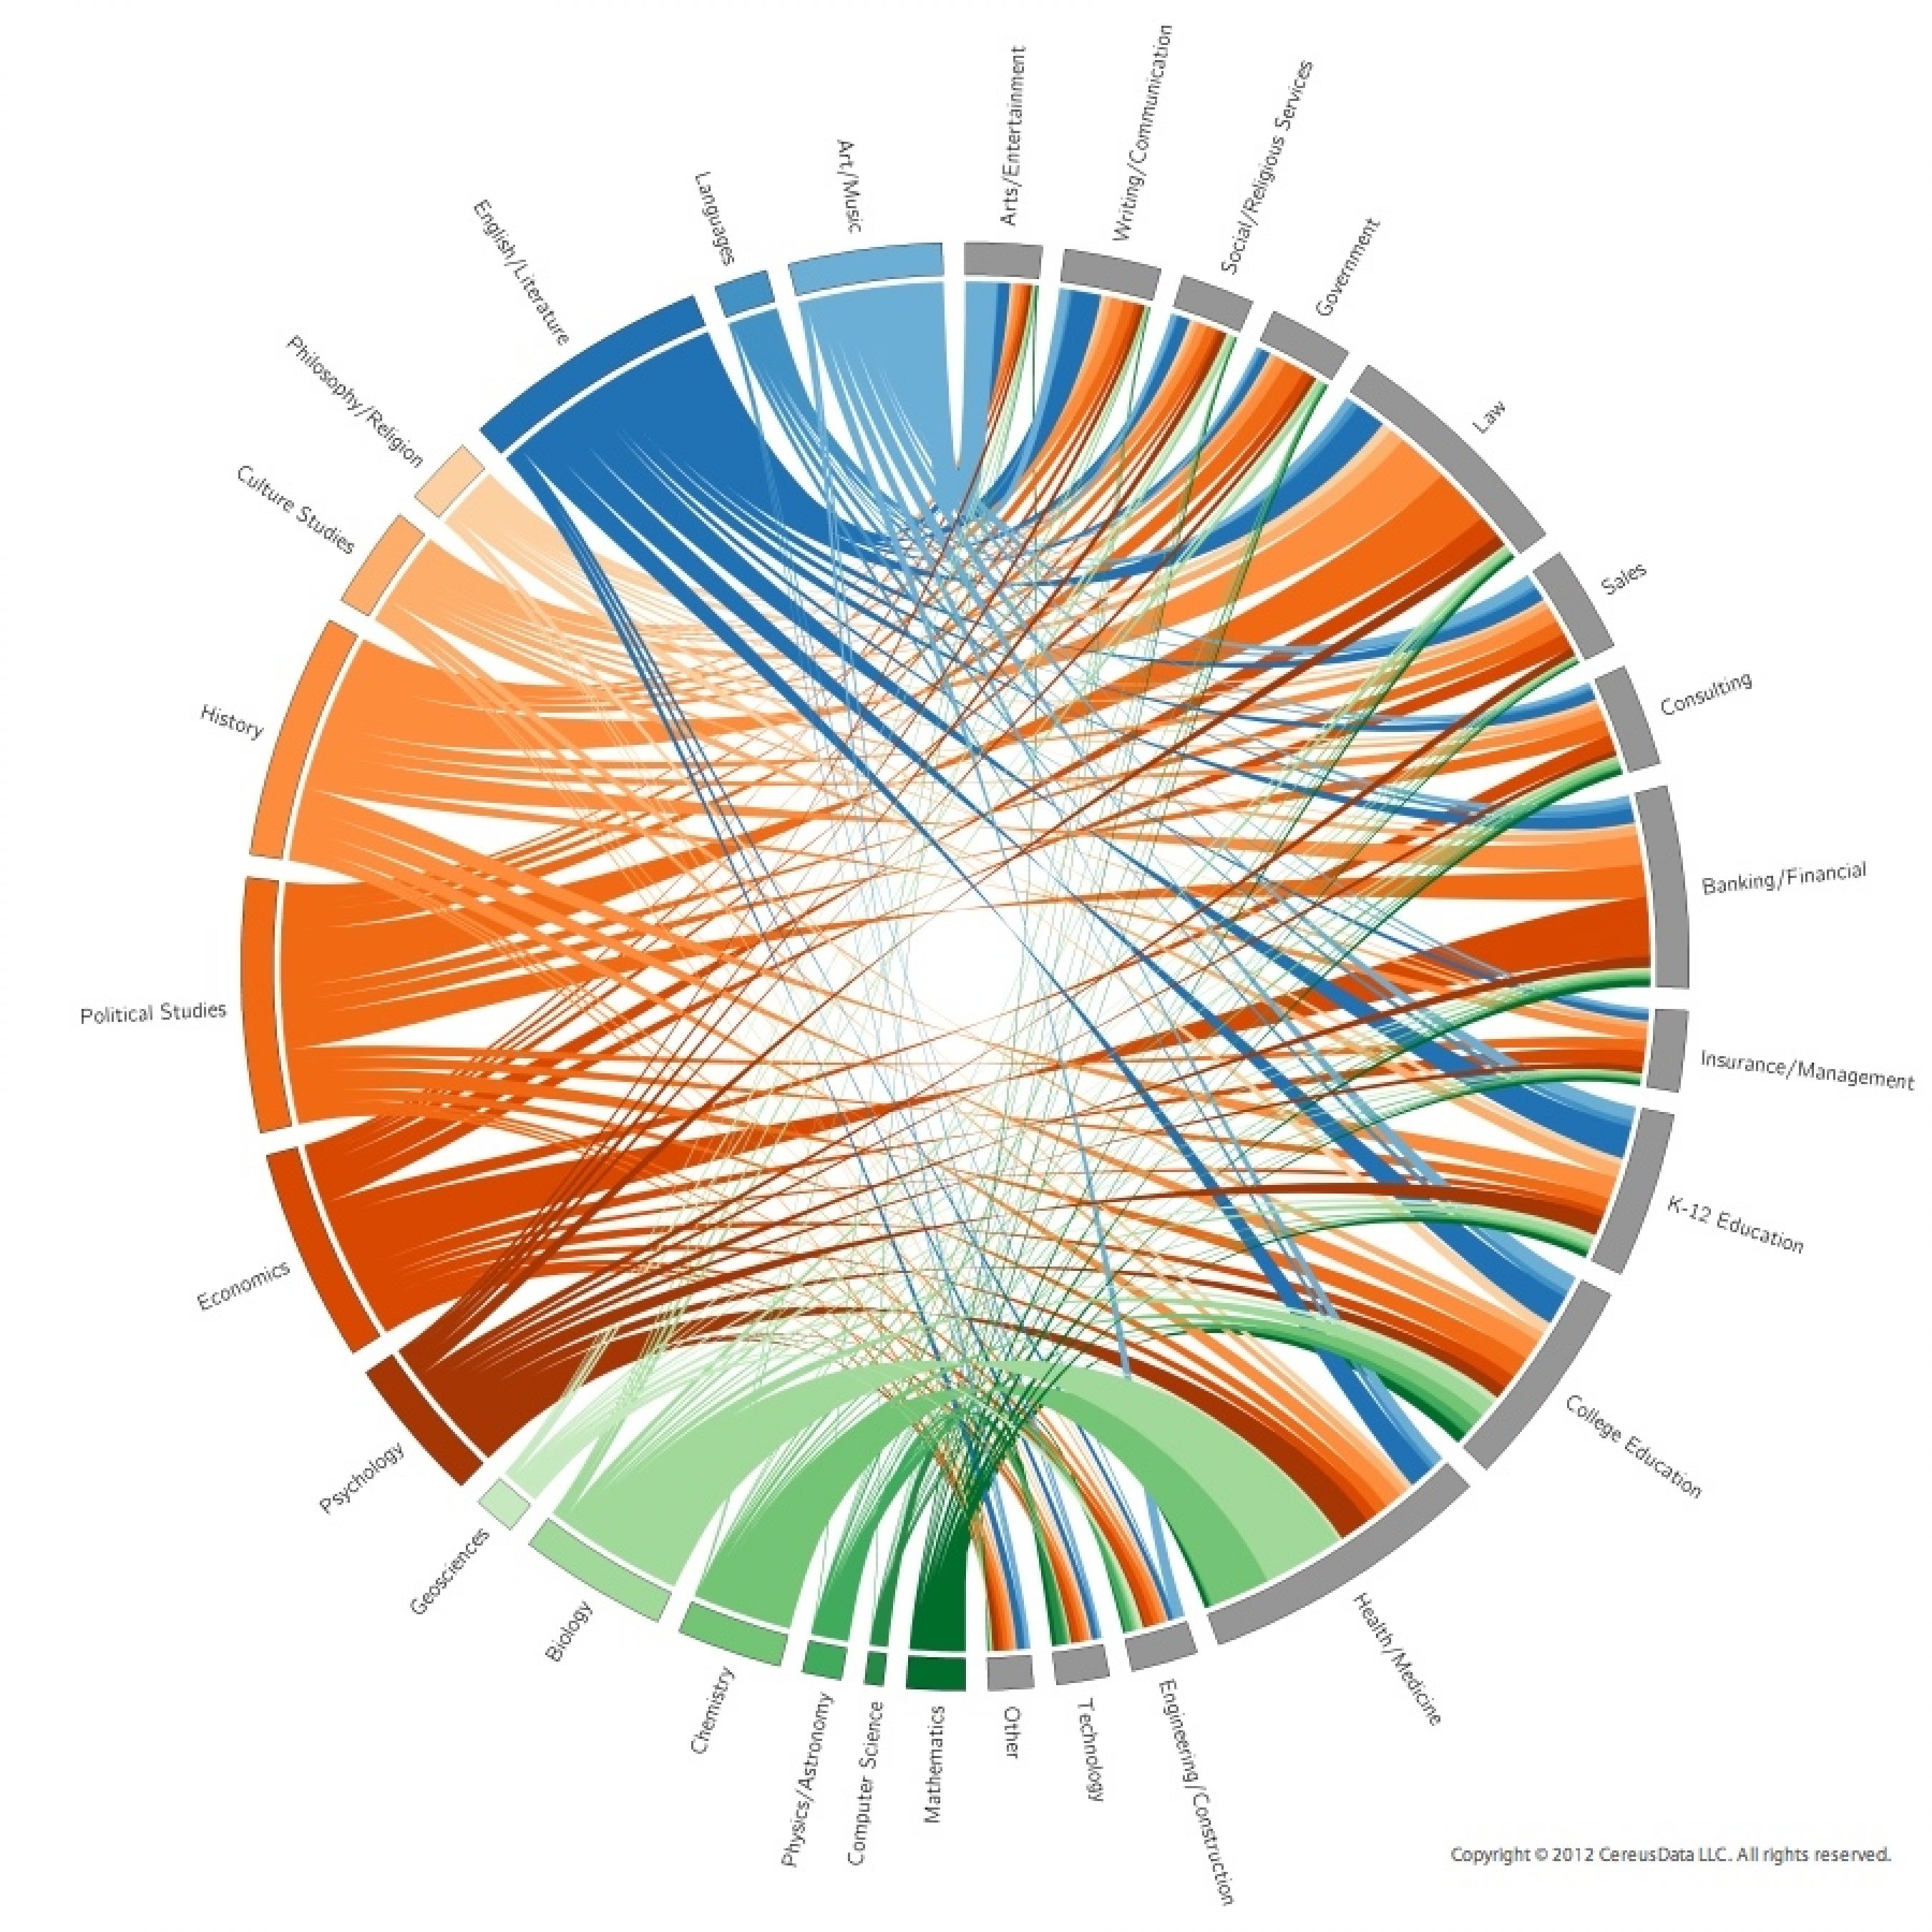 Arts/Entertainment
Writing/Communication
Social/Religious Services
Government
Law
Sales
Consulting
Banking/Financial
Insurance/Management
K-12 Education
College Education
Health/Medicine
Engineering/Construction
Technology
Other
Mathematics
Computer Science
Physics/Astronomy
Chemistry
Biology
Geosciences
Psychology
Economics
Political Studies
History
Culture Studies
Philosophy/Religion
English/Literature
Languages
Art/Music
Copyright © 2012 CereusData LLC. All rights reserved.